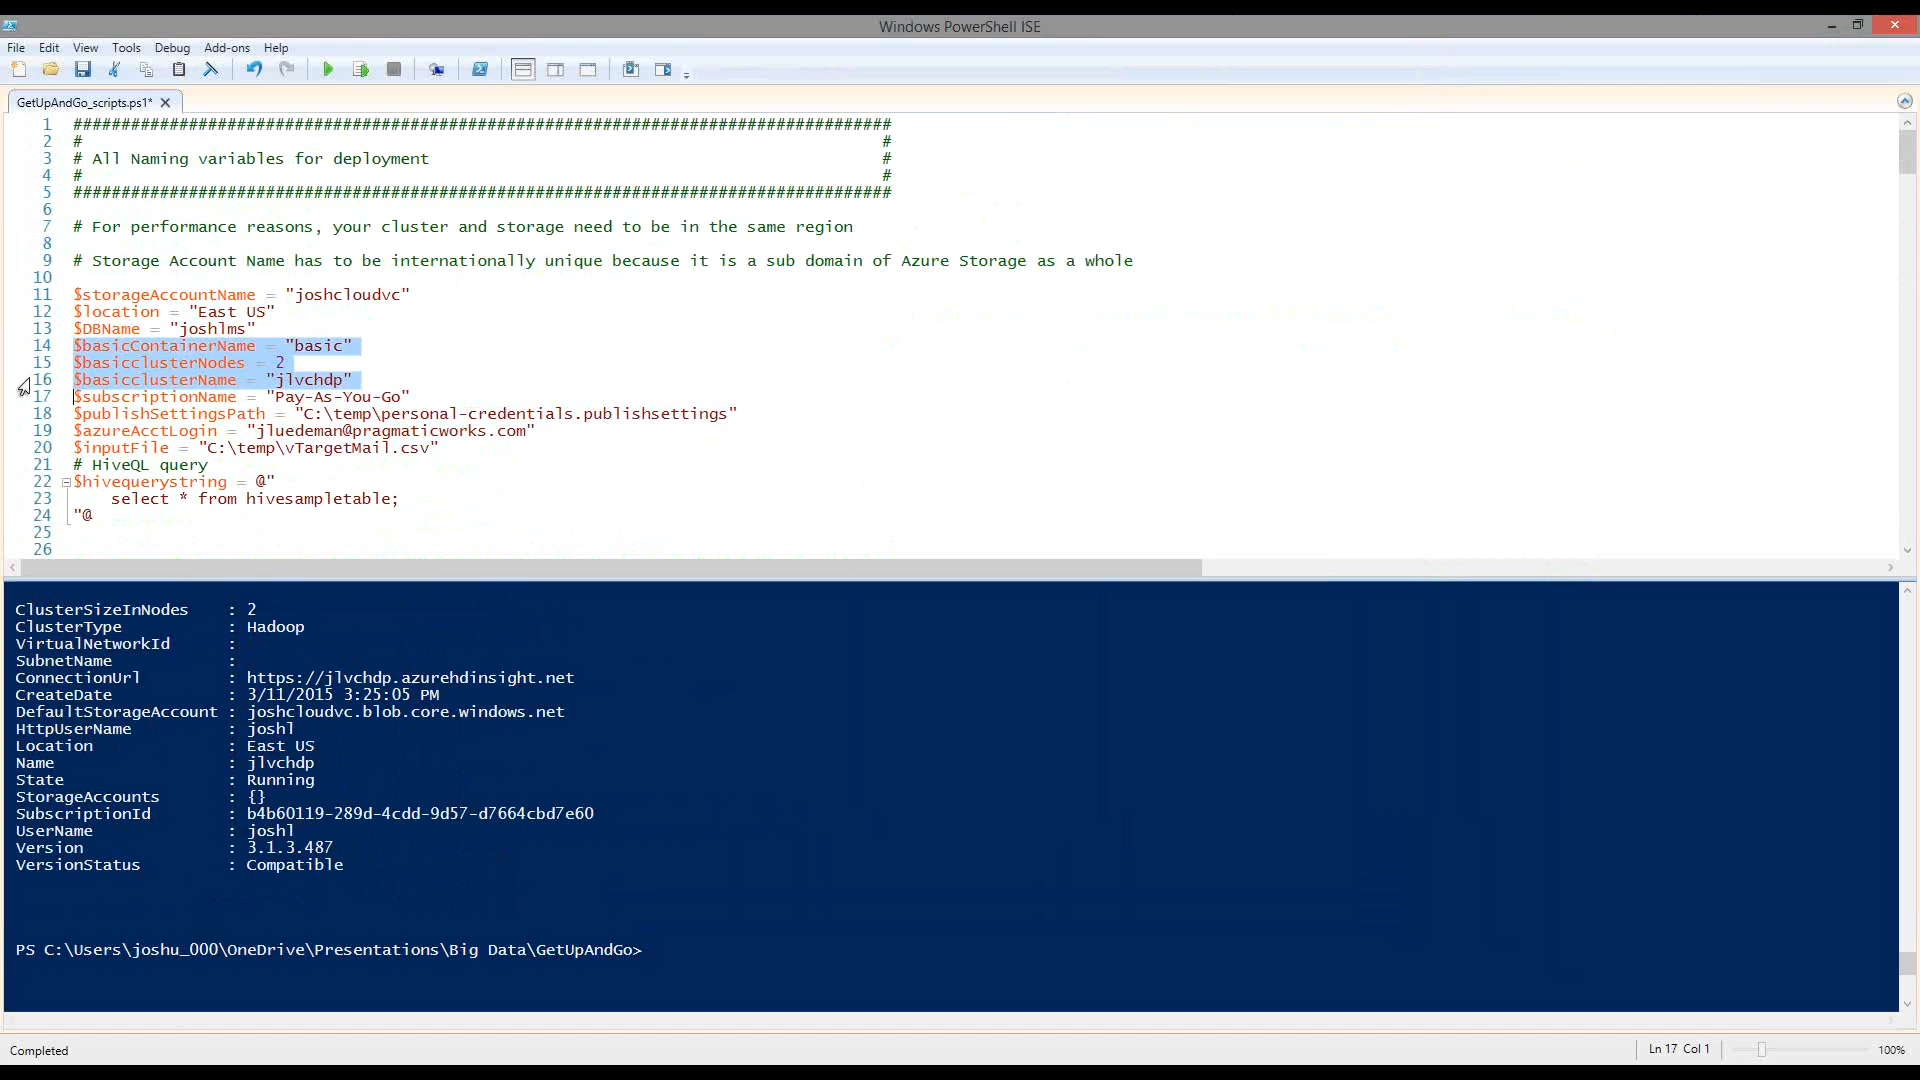 Windows PowerShell ISE
File Edit View Tools Debug Add-ons Help
GetUpAndGo_scripts.ps1*
1 #####################################################################################
2 # #
3 # All Naming variables for deployment #
4 # #
5 #####################################################################################
6
7 # For performance reasons, your cluster and storage need to be in the same region
8
9 # Storage Account Name has to be internationally unique because it is a sub domain of Azure Storage as a whole
10
11 $storageAccountName = "joshcloudvc"
12 $location = "East US"
13 $DBName = "joshlms"
14 $basicContainerName = "basic"
15 $basicclusterNodes = 2
16 $basicclusterName = "jlvchdp"
17 $subscriptionName = "Pay-As-You-Go"
18 $publishSettingsPath = "C:\temp\personal-credentials.publishsettings"
19 $azureAcctLogin = "jluedeman@pragmaticworks.com"
20 $inputFile = "C:\temp\vTargetMail.csv"
21 # HiveQL query
22 $hivequerystring = @"
23 select * from hivesampletable;
24 "@
25
26
ClusterSizeInNodes : 2
ClusterType : Hadoop
VirtualNetworkId :
SubnetName :
ConnectionUrl : https://jlvchdp.azurehdinsight.net
CreateDate : 3/11/2015 3:25:05 PM
DefaultStorageAccount : joshcloudvc.blob.core.windows.net
HttpUserName : joshl
Location : East US
Name : jlvchdp
State : Running
StorageAccounts : {}
SubscriptionId : b4b60119-289d-4cdd-9d57-d7664cbd7e60
UserName : joshl
Version : 3.1.3.487
VersionStatus : Compatible
PS C:\Users\joshu_000\OneDrive\Presentations\Big Data\GetUpAndGo>
Completed
Ln 17 Col 1
100%